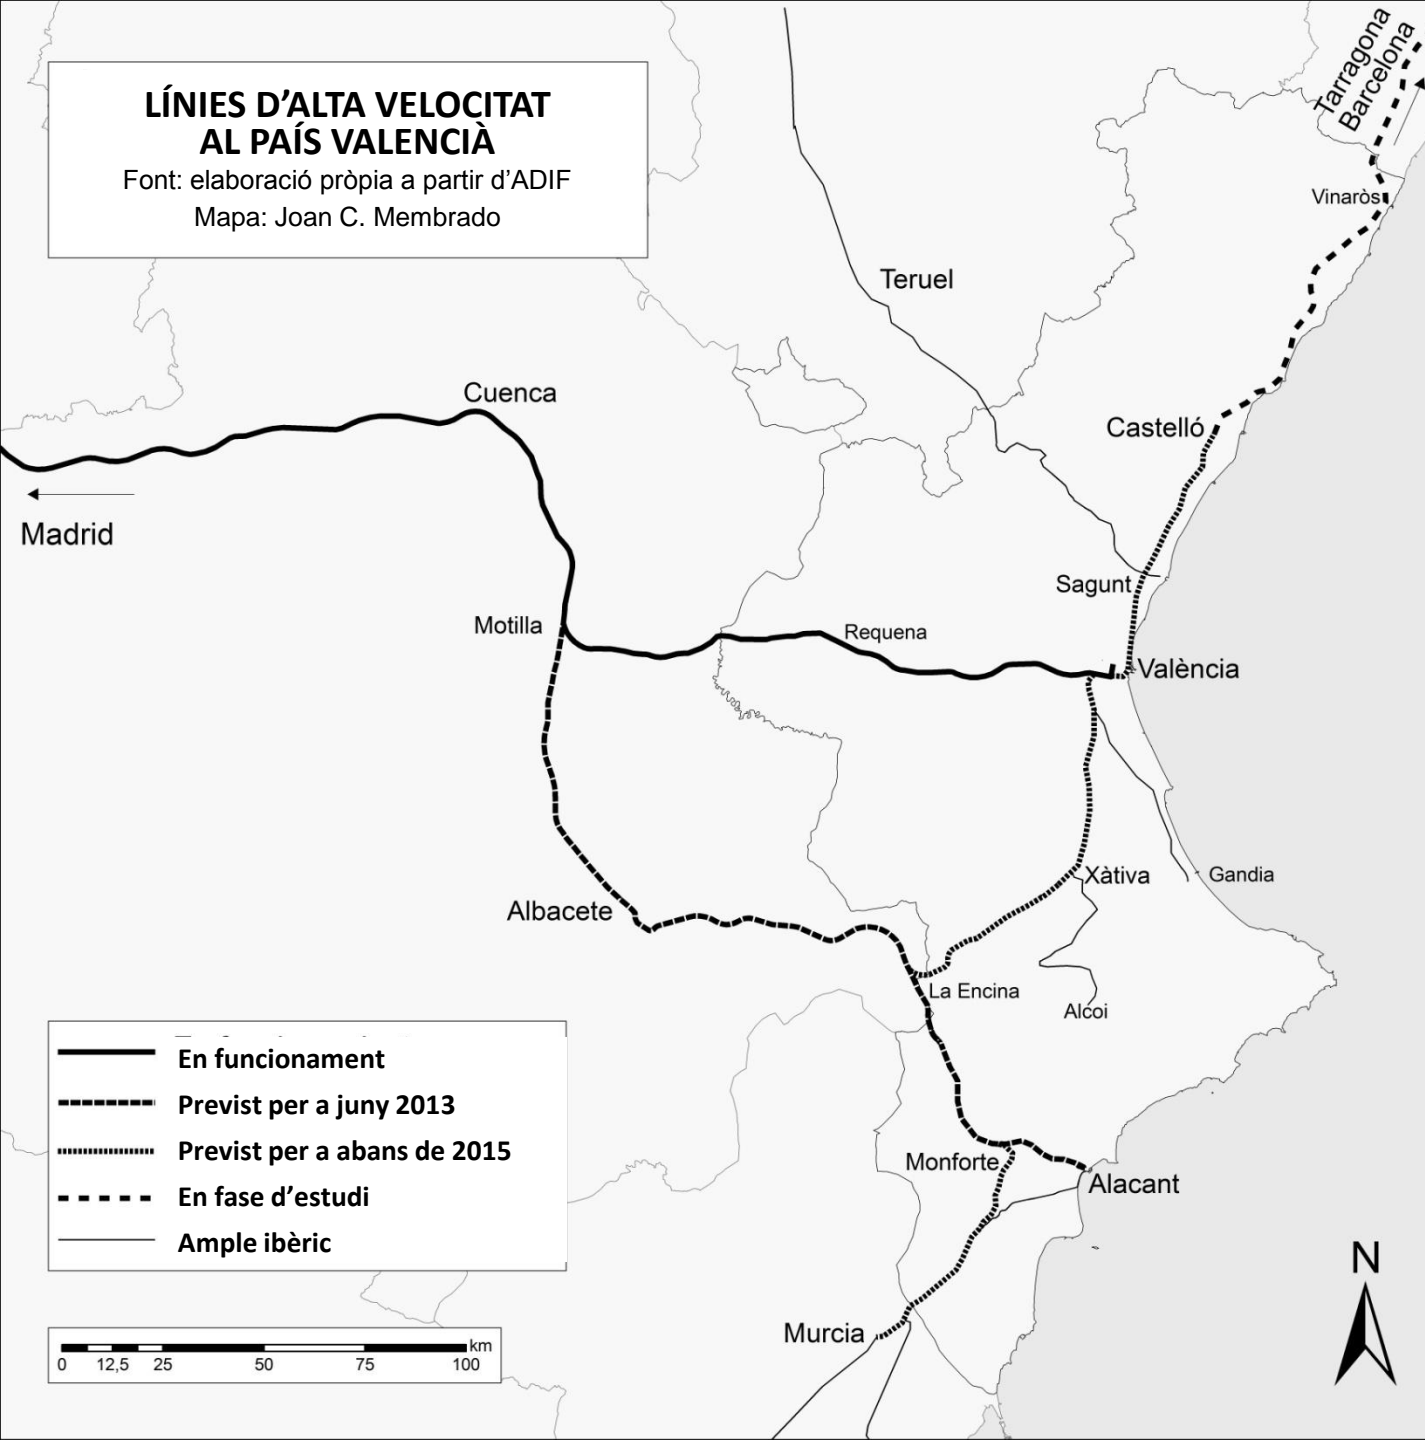 Tarragona
Barcelona
LÍNIES D’ALTA VELOCITAT
AL PAÍS VALENCIÀ
Font: elaboració pròpia a partir d’ADIF
Mapa: Joan C. Membrado
Vinaròs
Teruel
Cuenca
Castelló
Madrid
Sagunt
Motilla
Requena
València
Xàtiva
Gandia
Albacete
La Encina
Alcoi
En funcionament
Previst per a juny 2013
Previst per a abans de 2015
En fase d’estudi
Ample ibèric
Monforte
Alacant
N
Murcia
km
0 12,5 25 50 75 100